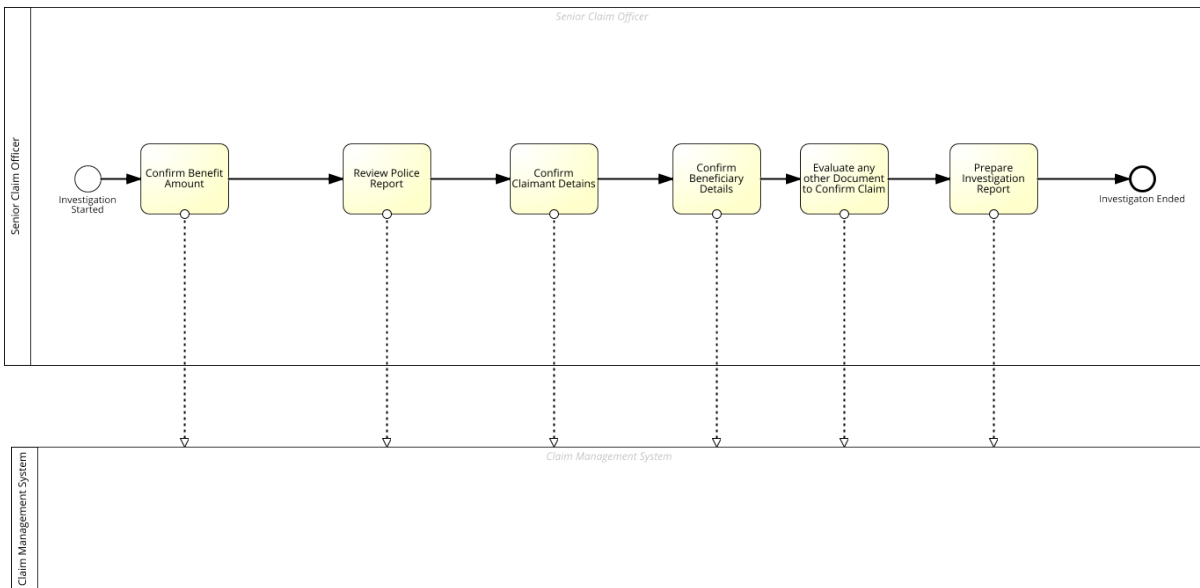 Senior Claim Officer
Senior Claim Officer
Investigation
Started
Confirm Benefit
Amount
Review Police
Report
Confirm
Claimant Detains
Confirm
Beneficiary
Details
Evaluate any
other Document
to Confirm Claim
Prepare
Investigation
Report
Investigaton Ended
Claim Management System
Claim Management System